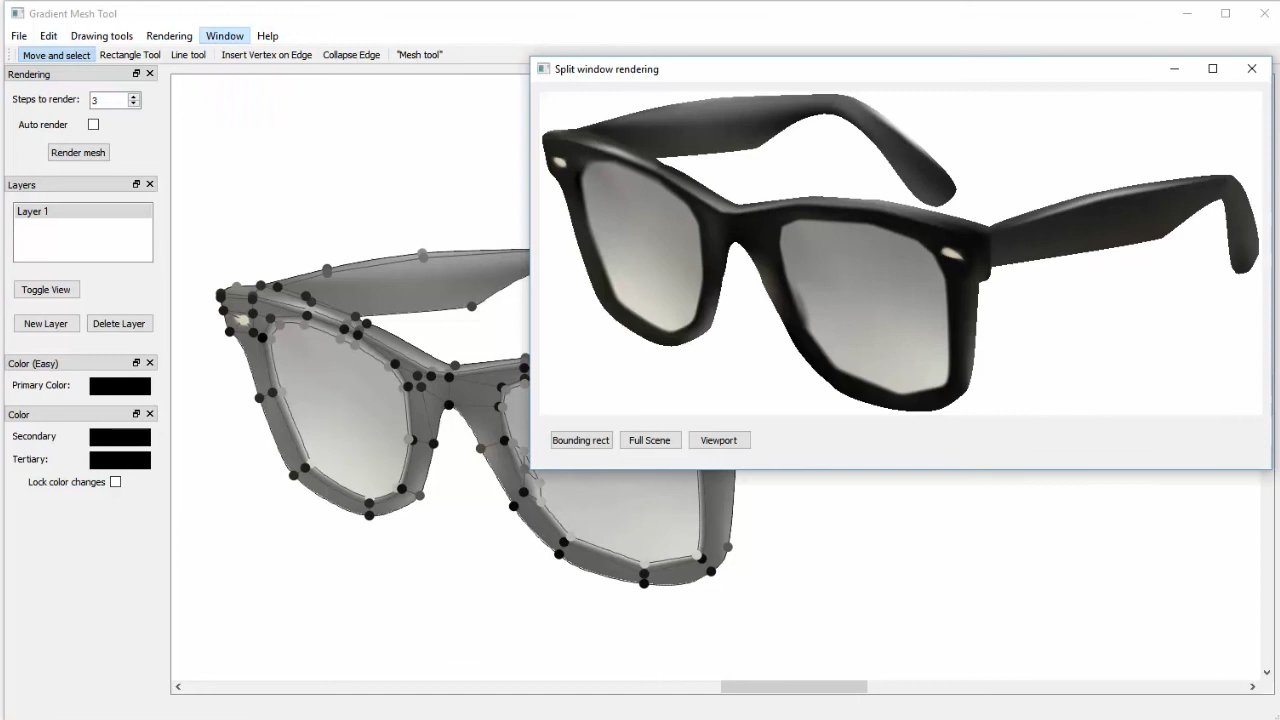 Gradient Mesh Tool
File Edit Drawing tools Rendering Window Help
Move and select Rectangle Tool Line tool Insert Vertex on Edge Collapse Edge "Mesh tool"
Rendering
Steps to render: 3
Auto render
Render mesh
Layers
Layer 1
Toggle View
New Layer Delete Layer
Color (Easy)
Primary Color:
Color
Secondary
Tertiary:
Lock color changes
Split window rendering
Bounding rect Full Scene Viewport